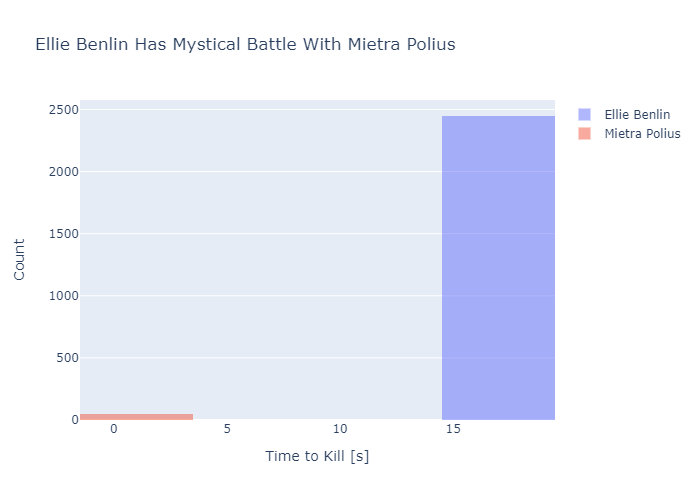 Ellie Benlin Has Mystical Battle With Mietra Polius
2500
2000
1500
1000
500
0
Count
0 5 10 15
Time to Kill [s]
Ellie Benlin
Mietra Polius